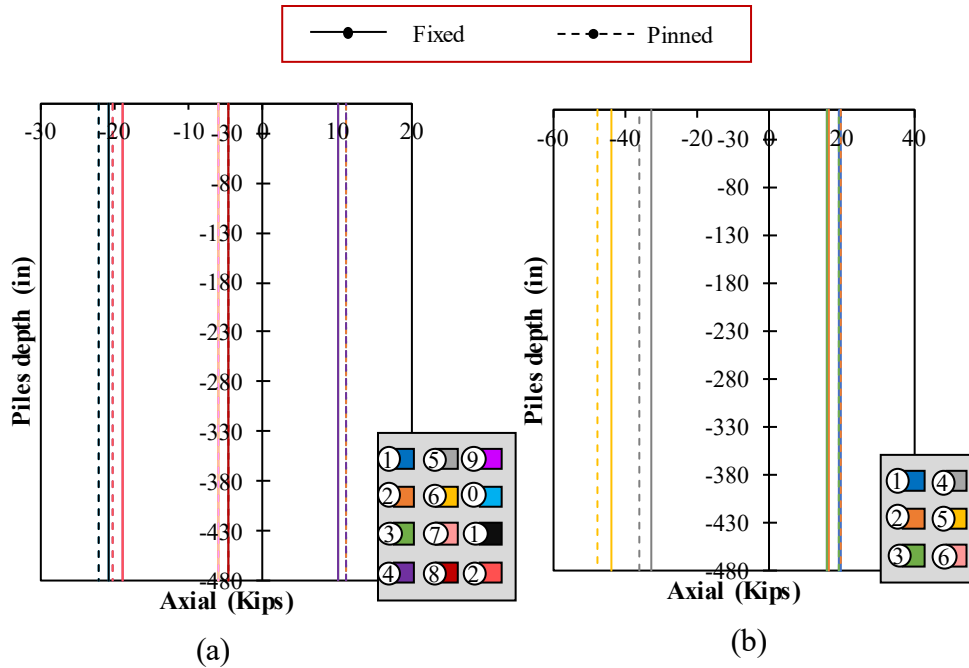 Fixed Pinned
-30 -20 -10 0 10 20
-30
-80
-130
-180
-230
-280
-330
-380
-430
-480
Piles depth (in)
Axial (Kips)
1 5 9
2 6 0
3 7 1
4 8 2
(a)
-60 -40 -20 0 20 40
-30
-80
-130
-180
-230
-280
-330
-380
-430
-480
Piles depth (in)
Axial (Kips)
1 4
2 5
3 6
(b)